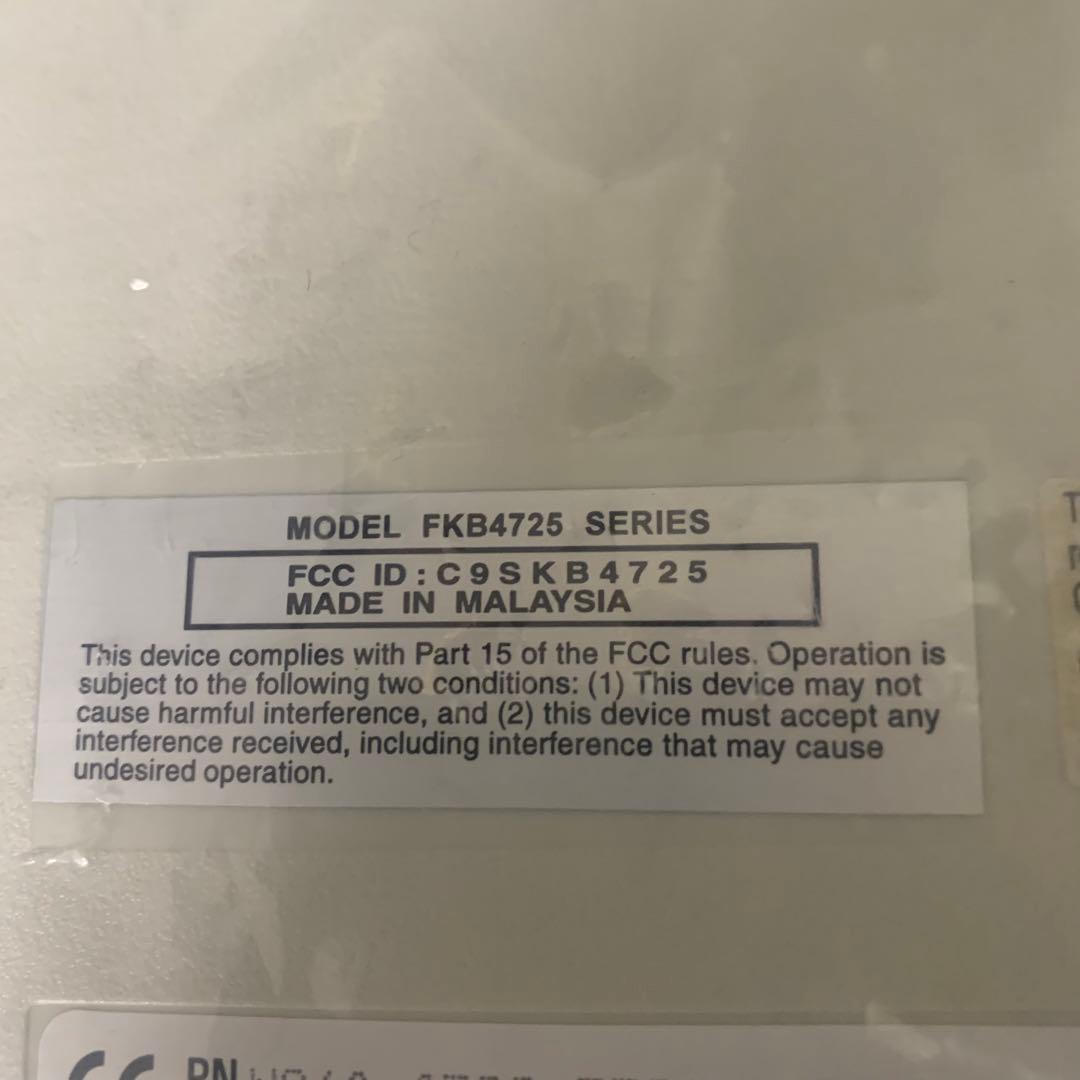 MODEL FKB4725 SERIES
FCC ID: C9SKB4725
MADE IN MALAYSIA
This device complies with Part 15 of the FCC rules. Operation is
subject to the following two conditions: (1) This device may not
cause harmful interference, and (2) this device must accept any
interference received, including interference that may cause
undesired operation.
CE PN